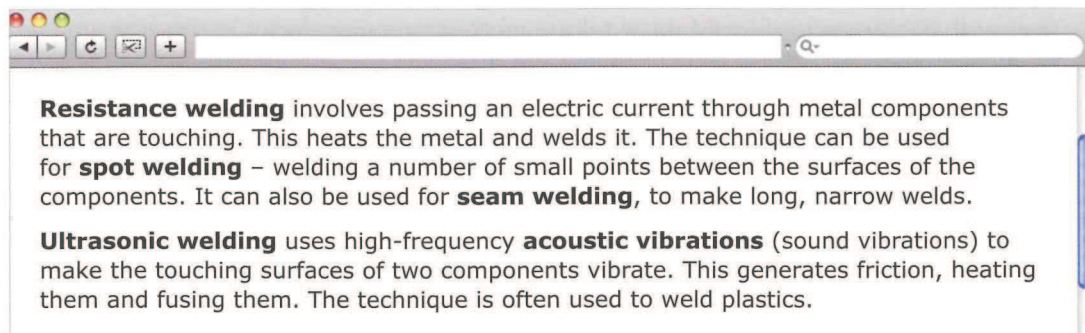 Resistance welding involves passing an electric current through metal components
that are touching. This heats the metal and welds it. The technique can be used
for spot welding – welding a number of small points between the surfaces of the
components. It can also be used for seam welding, to make long, narrow welds.
Ultrasonic welding uses high-frequency acoustic vibrations (sound vibrations) to
make the touching surfaces of two components vibrate. This generates friction, heating
them and fusing them. The technique is often used to weld plastics.